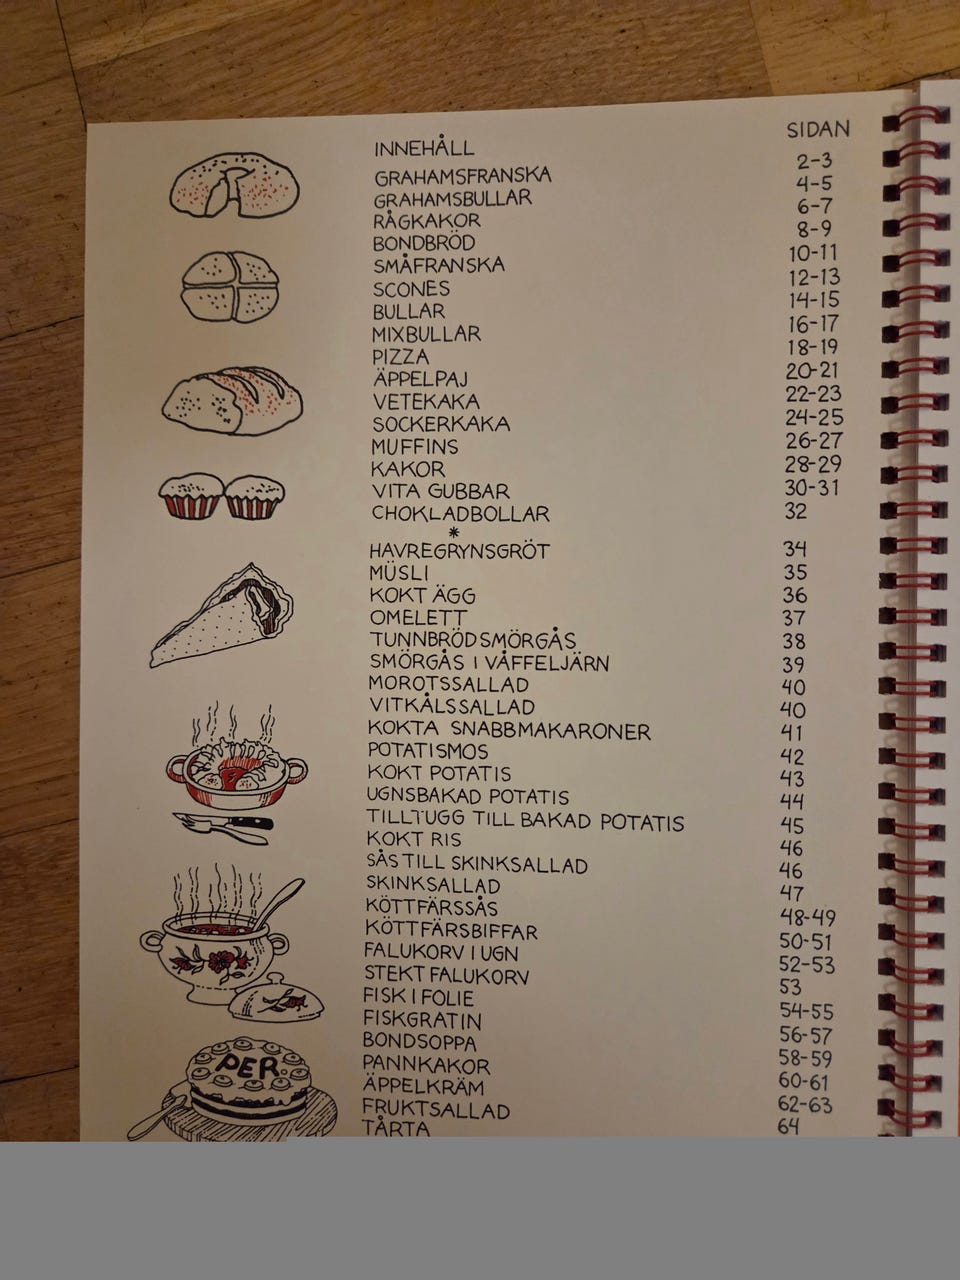 INNEHÅLL SIDAN
GRAHAMSFRANSKA 2-3
GRAHAMSBULLAR 4-5
RÅGKAKOR 6-7
BONDBRÖD 8-9
SMÅFRANSKA 10-11
SCONES 12-13
BULLAR 14-15
MIXBULLAR 16-17
PIZZA 18-19
ÄPPELPAJ 20-21
VETEKAKA 22-23
SOCKERKAKA 24-25
MUFFINS 26-27
KAKOR 28-29
VITA GUBBAR 30-31
CHOKLADBOLLAR 32
*
HAVREGRYNSGRÖT 34
MÜSLI 35
KOKT ÄGG 36
OMELETT 37
TUNNBRÖDSMÖRGÅS 38
SMÖRGÅS I VÅFFELJÄRN 39
MOROTSSALLAD 40
VITKÅLSSALLAD 40
KOKTA SNABBMAKARONER 41
POTATISMOS 42
KOKT POTATIS 43
UGNSBAKAD POTATIS 44
TILLTUGG TILL BAKAD POTATIS 45
KOKT RIS 46
SÅS TILL SKINKSALLAD 46
SKINKSALLAD 47
KÖTTFÄRSSÅS 48-49
KÖTTFÄRSBIFFAR 50-51
FALUKORV I UGN 52-53
STEKT FALUKORV 53
FISK I FOLIE 54-55
FISKGRATIN 56-57
BONDSOPPA 58-59
PANNKAKOR 60-61
ÄPPELKRÄM 62-63
FRUKTSALLAD 64
TÅRTA
PER